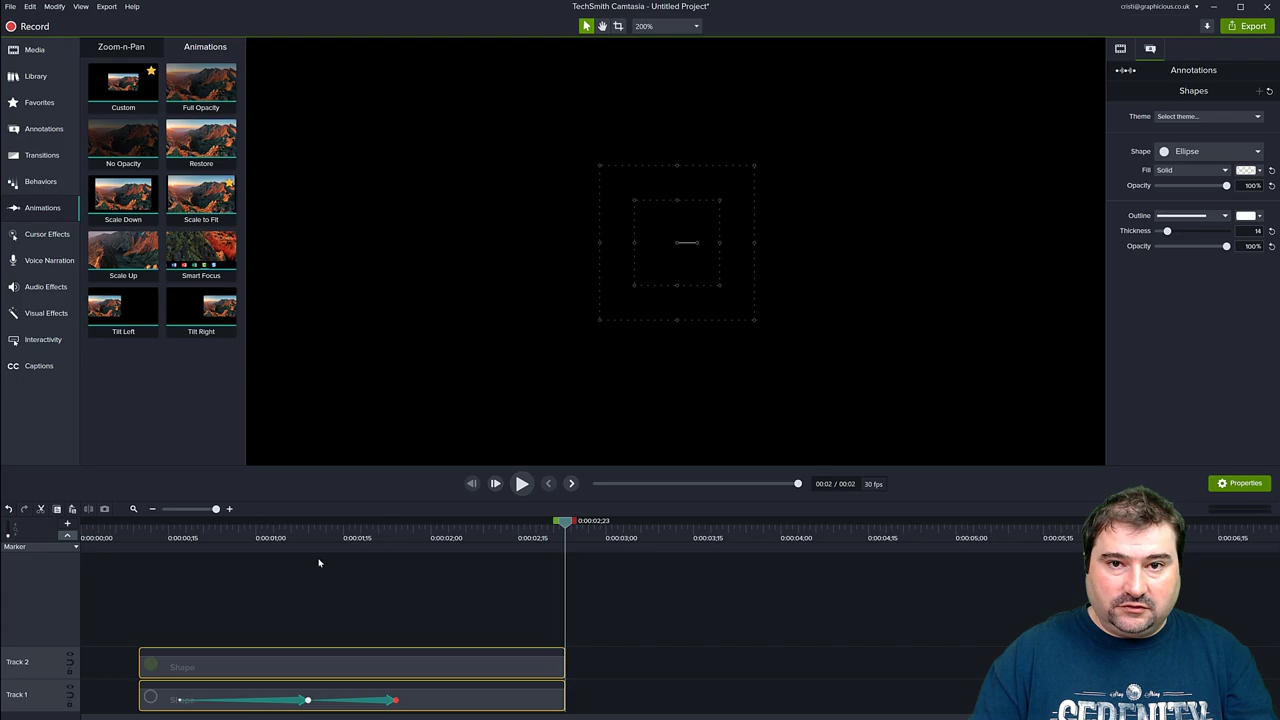 TechSmith Camtasia - Untitled Project*
File Edit Modify View Export Help
cristi@graphicious.co.uk
Record
200%
Export
Media
Library
Favorites
Annotations
Transitions
Behaviors
Animations
Cursor Effects
Voice Narration
Audio Effects
Visual Effects
Interactivity
Captions
Zoom-n-Pan Animations
Custom Full Opacity
No Opacity Restore
Scale Down Scale to Fit
Scale Up Smart Focus
Tilt Left Tilt Right
Annotations
Shapes
Theme Select theme...
Shape Ellipse
Fill Solid
Opacity 100%
Outline
Thickness 14
Opacity 100%
00:02 / 00:02 30 fps
Properties
0:00:02;23
0:00:00;00 0:00:00;15 0:00:01;00 0:00:01;15 0:00:02;00 0:00:02;15 0:00:03;00 0:00:03;15 0:00:04;00 0:00:04;15 0:00:05;00 0:00:05;15 0:00:06;15
Marker
Track 2 Shape
Track 1 Shape
SERENITY